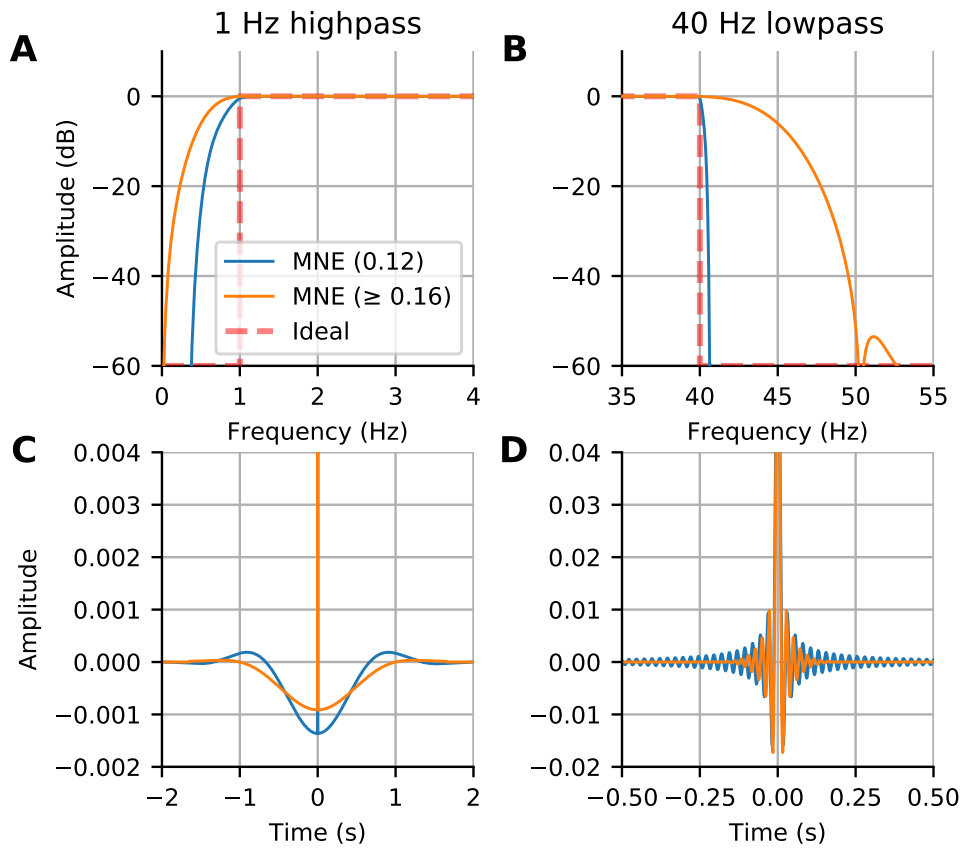 1 Hz highpass
40 Hz lowpass
A
B
Amplitude (dB)
0
−20
−40
−60
0
−20
−40
−60
MNE (0.12)
MNE (≥ 0.16)
Ideal
0 1 2 3 4
35 40 45 50 55
Frequency (Hz)
Frequency (Hz)
C
D
Amplitude
0.004
0.003
0.002
0.001
0.000
−0.001
−0.002
0.04
0.03
0.02
0.01
0.00
−0.01
−0.02
−2 −1 0 1 2
−0.50 −0.25 0.00 0.25 0.50
Time (s)
Time (s)